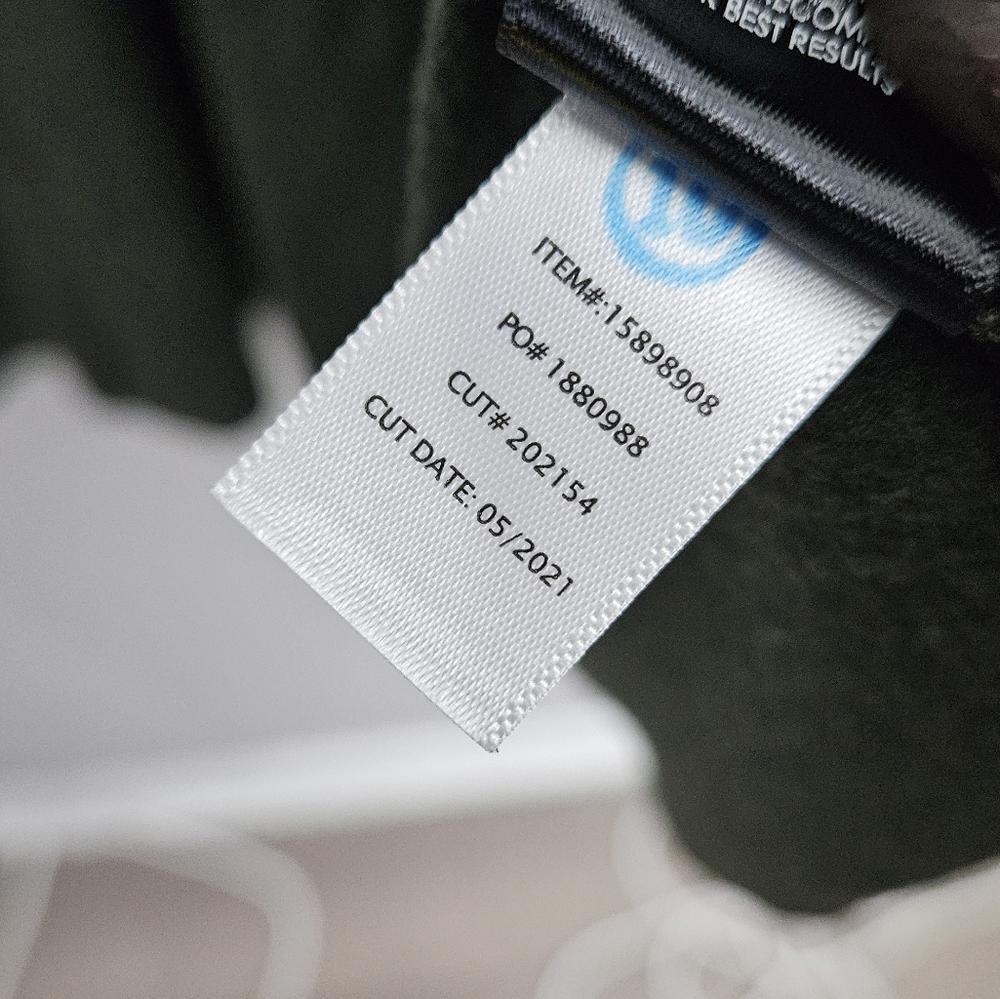 BEST RESULTS
ITEM#:15898908
PO# 1880988
CUT# 202154
CUT DATE: 05/2021